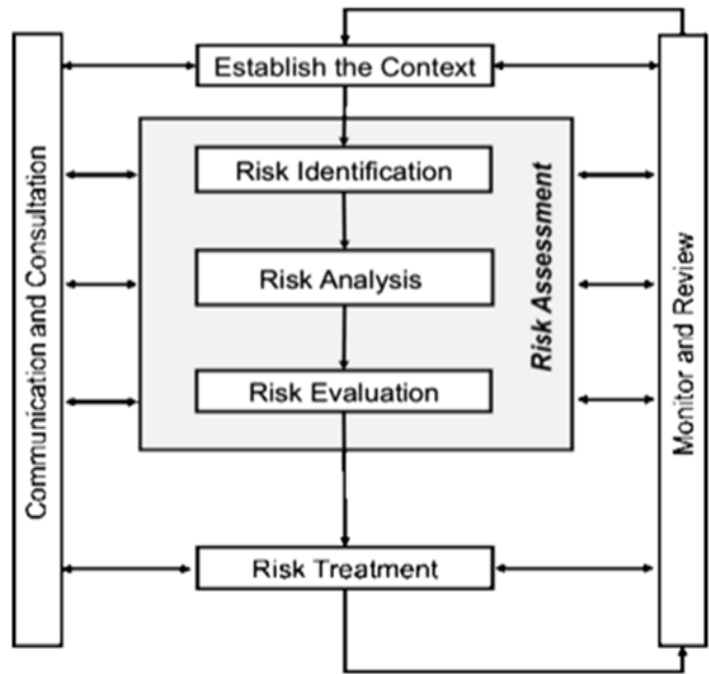 Establish the Context
Risk Identification
Risk Analysis
Risk Evaluation
Risk Assessment
Risk Treatment
Communication and Consultation
Monitor and Review